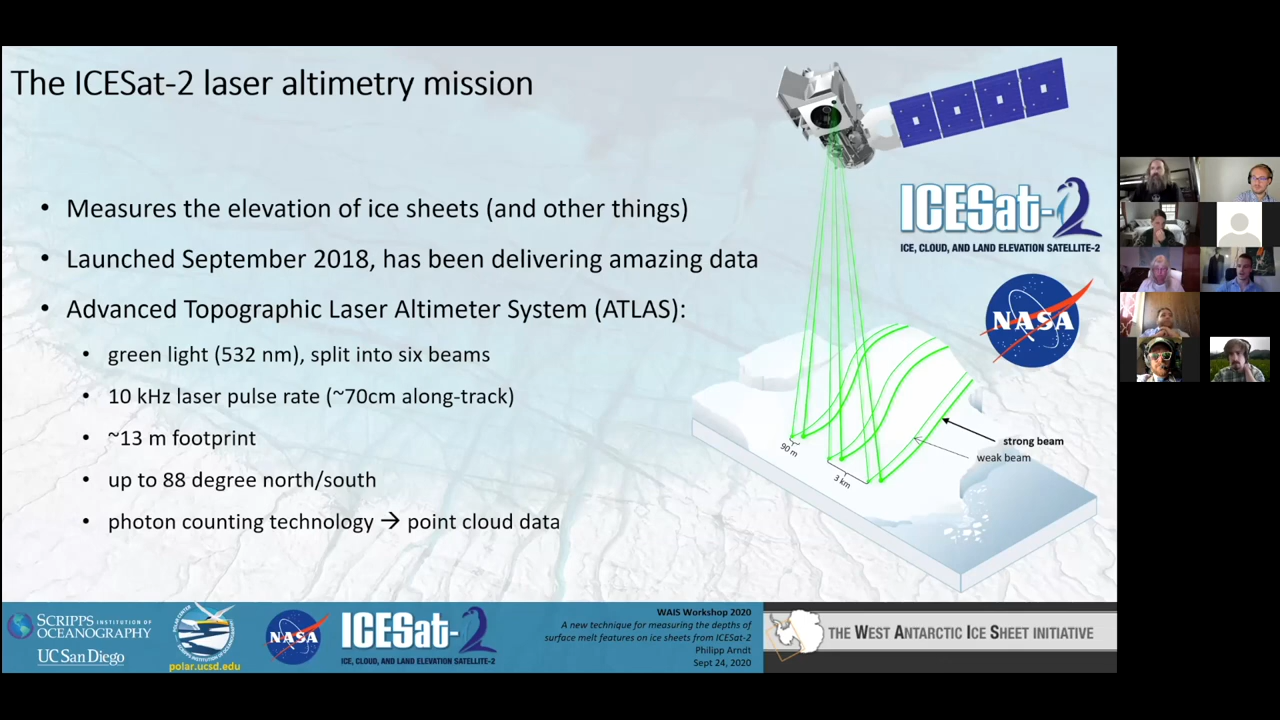 The ICESat-2 laser altimetry mission
• Measures the elevation of ice sheets (and other things)
• Launched September 2018, has been delivering amazing data
• Advanced Topographic Laser Altimeter System (ATLAS):
• green light (532 nm), split into six beams
• 10 kHz laser pulse rate (~70cm along-track)
• ~13 m footprint
• up to 88 degree north/south
• photon counting technology → point cloud data
ICESat-2
ICE, CLOUD, AND LAND ELEVATION SATELLITE-2
NASA
strong beam
weak beam
90 m
3 km
SCRIPPS INSTITUTION OF
OCEANOGRAPHY
UC San Diego
polar.ucsd.edu
NASA
ICESat-2
ICE, CLOUD, AND LAND ELEVATION SATELLITE-2
WAIS Workshop 2020
A new technique for measuring the depths of
surface melt features on ice sheets from ICESat-2
Philipp Arndt
Sept 24, 2020
THE WEST ANTARCTIC ICE SHEET INITIATIVE